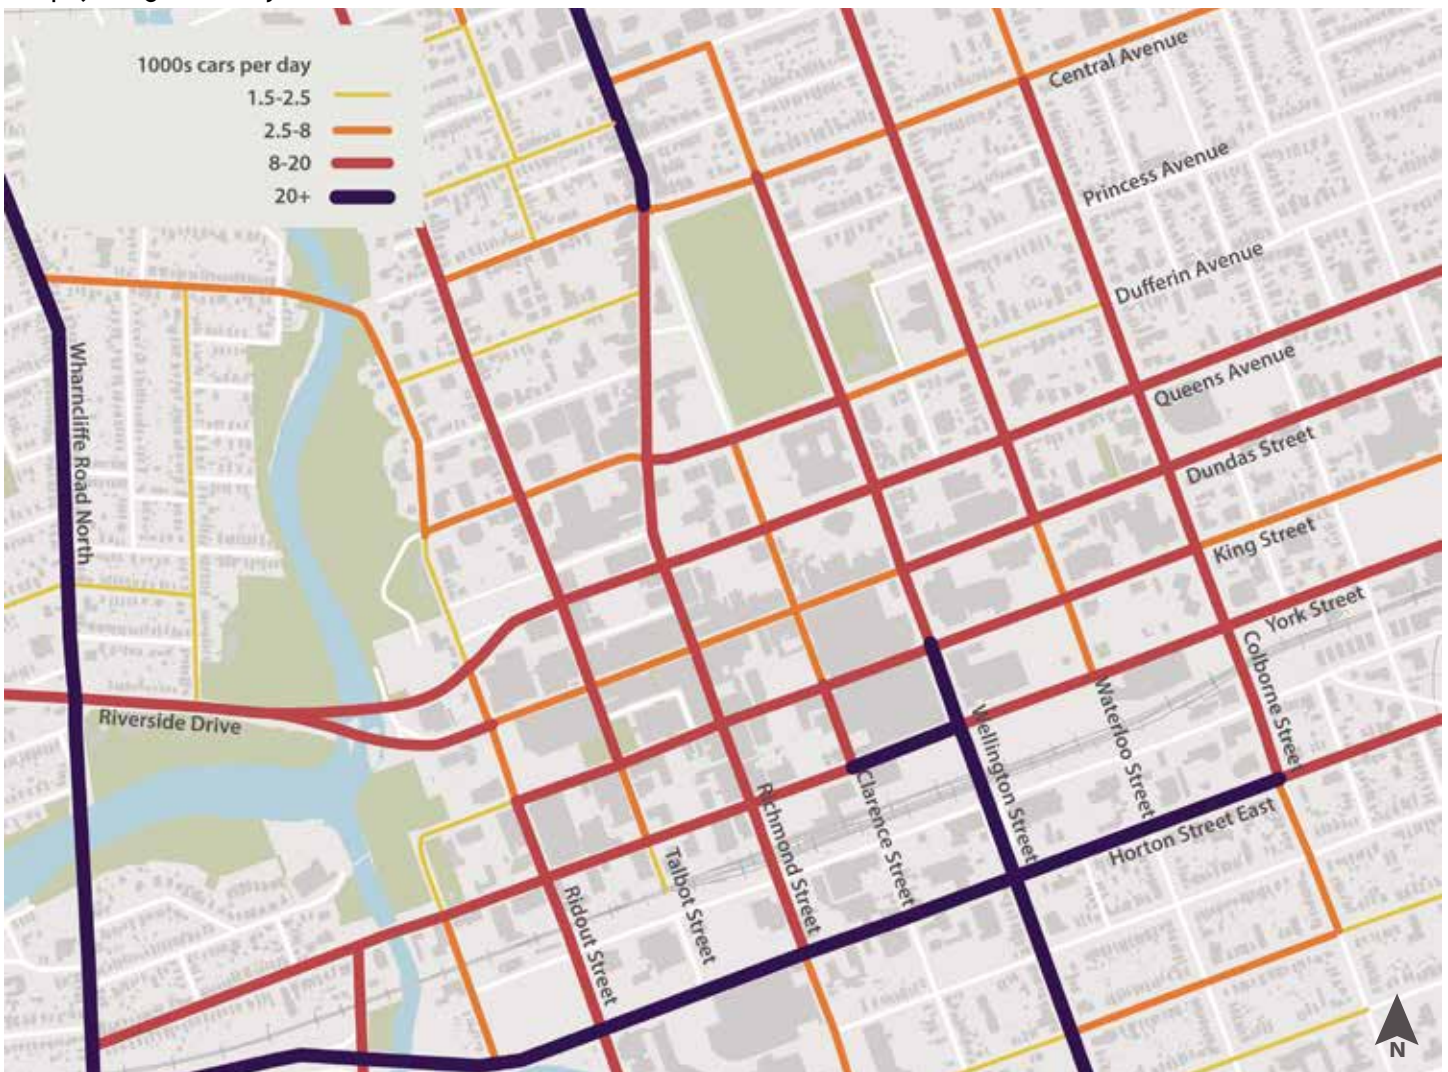 1000s cars per day
1.5-2.5
2.5-8
8-20
20+
Central Avenue
Princess Avenue
Dufferin Avenue
Queens Avenue
Dundas Street
King Street
York Street
Wharncliffe Road North
Riverside Drive
Colborne Street
Waterloo Street
Wellington Street
Clarence Street
Richmond Street
Talbot Street
Ridout Street
Horton Street East
N